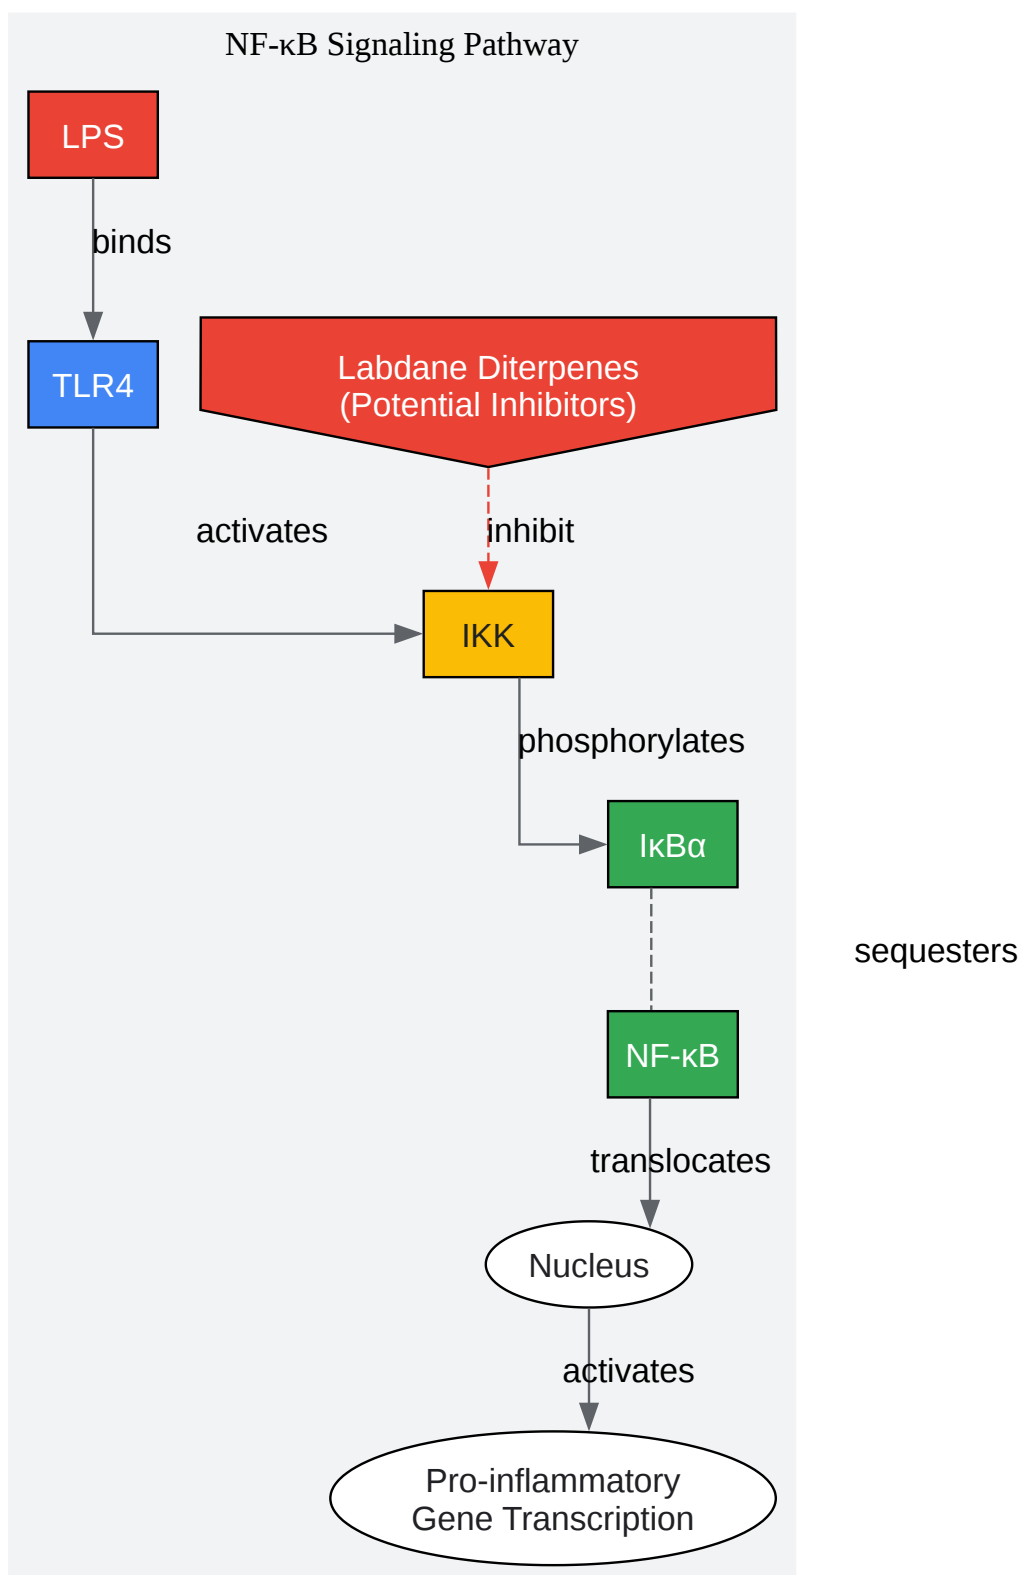 NF-κB Signaling Pathway
LPS
binds
TLR4
Labdane Diterpenes
(Potential Inhibitors)
activates
inhibit
IKK
phosphorylates
IκBα
sequesters
NF-κB
translocates
Nucleus
activates
Pro-inflammatory
Gene Transcription